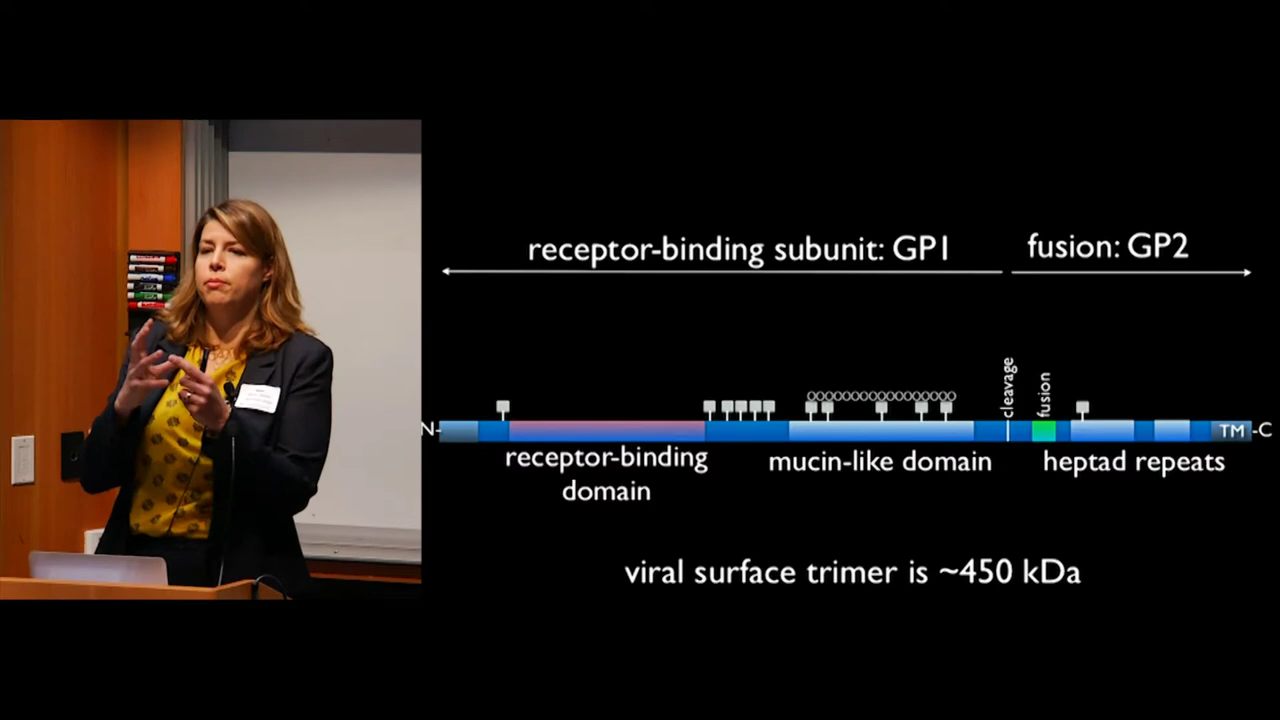 receptor-binding subunit: GP1
fusion: GP2
cleavage
fusion
OOOOOOOOOOOOOOOOO
N-
TM
-C
receptor-binding
domain
mucin-like domain
heptad repeats
viral surface trimer is ~450 kDa